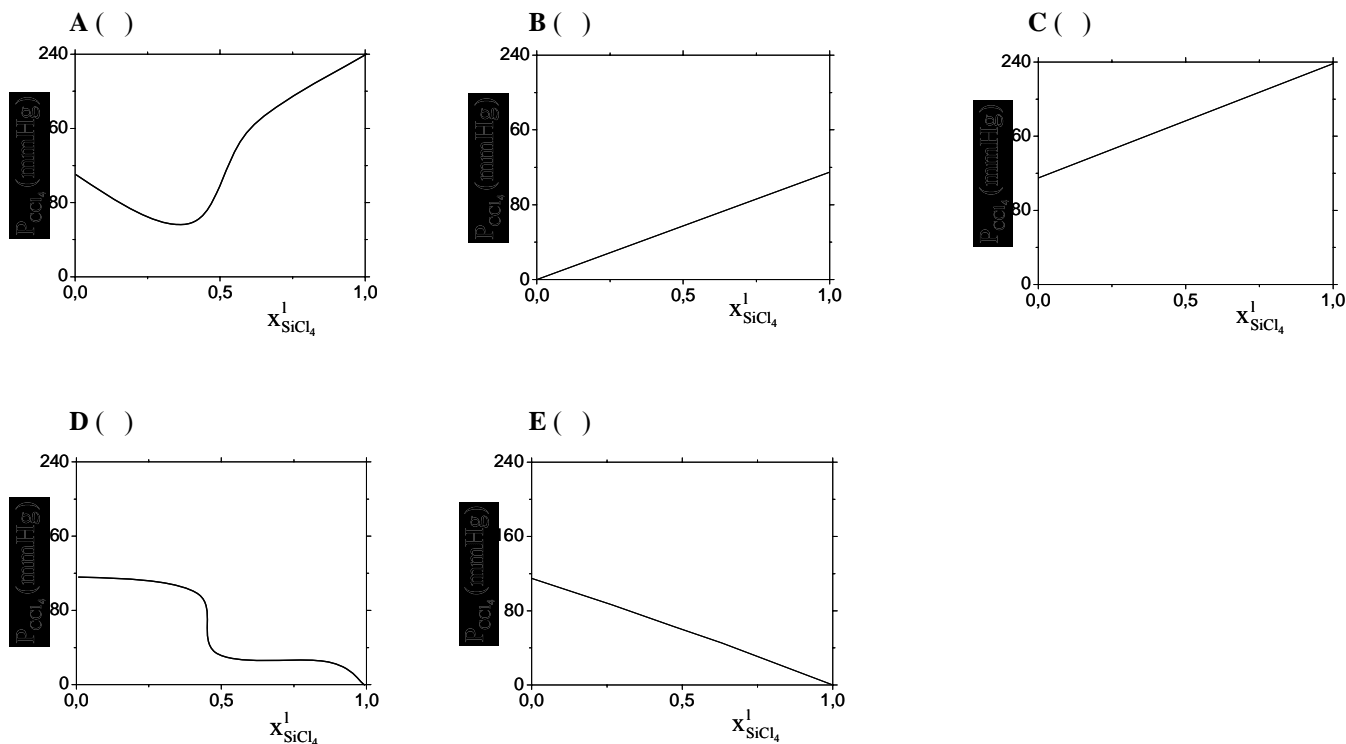 A ( )
240
60
80
0
0,0
0,5
1,0
P_CCl₄ (mmHg)
x^l_SiCl₄
B ( )
240
60
80
0
0,0
0,5
1,0
P_CCl₄ (mmHg)
x^l_SiCl₄
C ( )
240
60
80
0
0,0
0,5
1,0
P_CCl₄ (mmHg)
x^l_SiCl₄
D ( )
240
60
80
0
0,0
0,5
1,0
P_CCl₄ (mmHg)
x^l_SiCl₄
E ( )
240
160
80
0
0,0
0,5
1,0
P_CCl₄ (mmHg)
x^l_SiCl₄